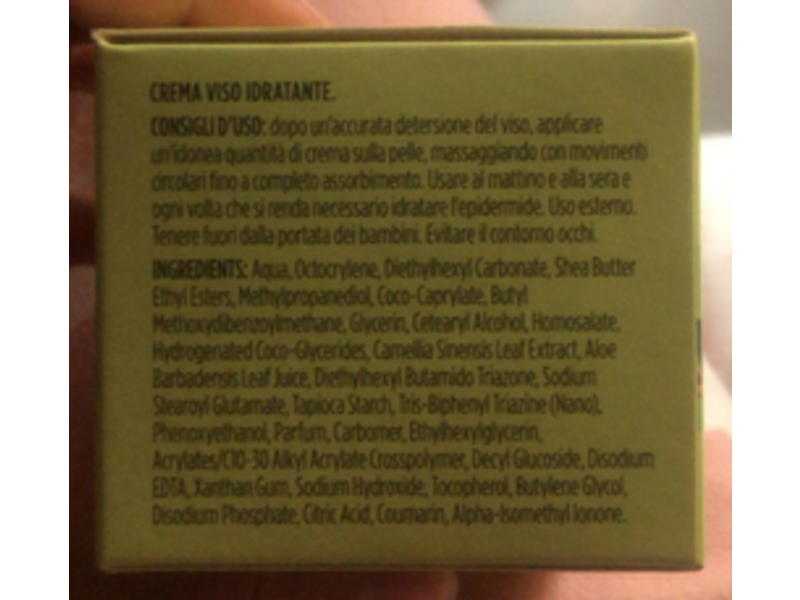 CREMA VISO IDRATANTE.
CONSIGLI D'USO: dopo un'accurata detersione del viso, applicare
un'idonea quantità di crema sulla pelle, massaggiando con movimenti
circolari fino a completo assorbimento. Usare al mattino e alla sera e
ogni volta che si renda necessario idratare l'epidermide. Uso esterno.
Tenere fuori dalla portata dei bambini. Evitare il contorno occhi.
INGREDIENTS: Aqua, Octocrylene, Diethylhexyl Carbonate, Shea Butter
Ethyl Esters, Methylpropanediol, Coco-Caprylate, Butyl
Methoxydibenzoylmethane, Glycerin, Cetearyl Alcohol, Homosalate,
Hydrogenated Coco-Glycerides, Camellia Sinensis Leaf Extract, Aloe
Barbadensis Leaf Juice, Diethylhexyl Butamido Triazone, Sodium
Stearoyl Glutamate, Tapioca Starch, Tris-Biphenyl Triazine (Nano),
Phenoxyethanol, Parfum, Carbomer, Ethylhexylglycerin,
Acrylates/C10-30 Alkyl Acrylate Crosspolymer, Decyl Glucoside, Disodium
EDTA, Xanthan Gum, Sodium Hydroxide, Tocopherol, Butylene Glycol,
Disodium Phosphate, Citric Acid, Coumarin, Alpha-Isomethyl Ionone.